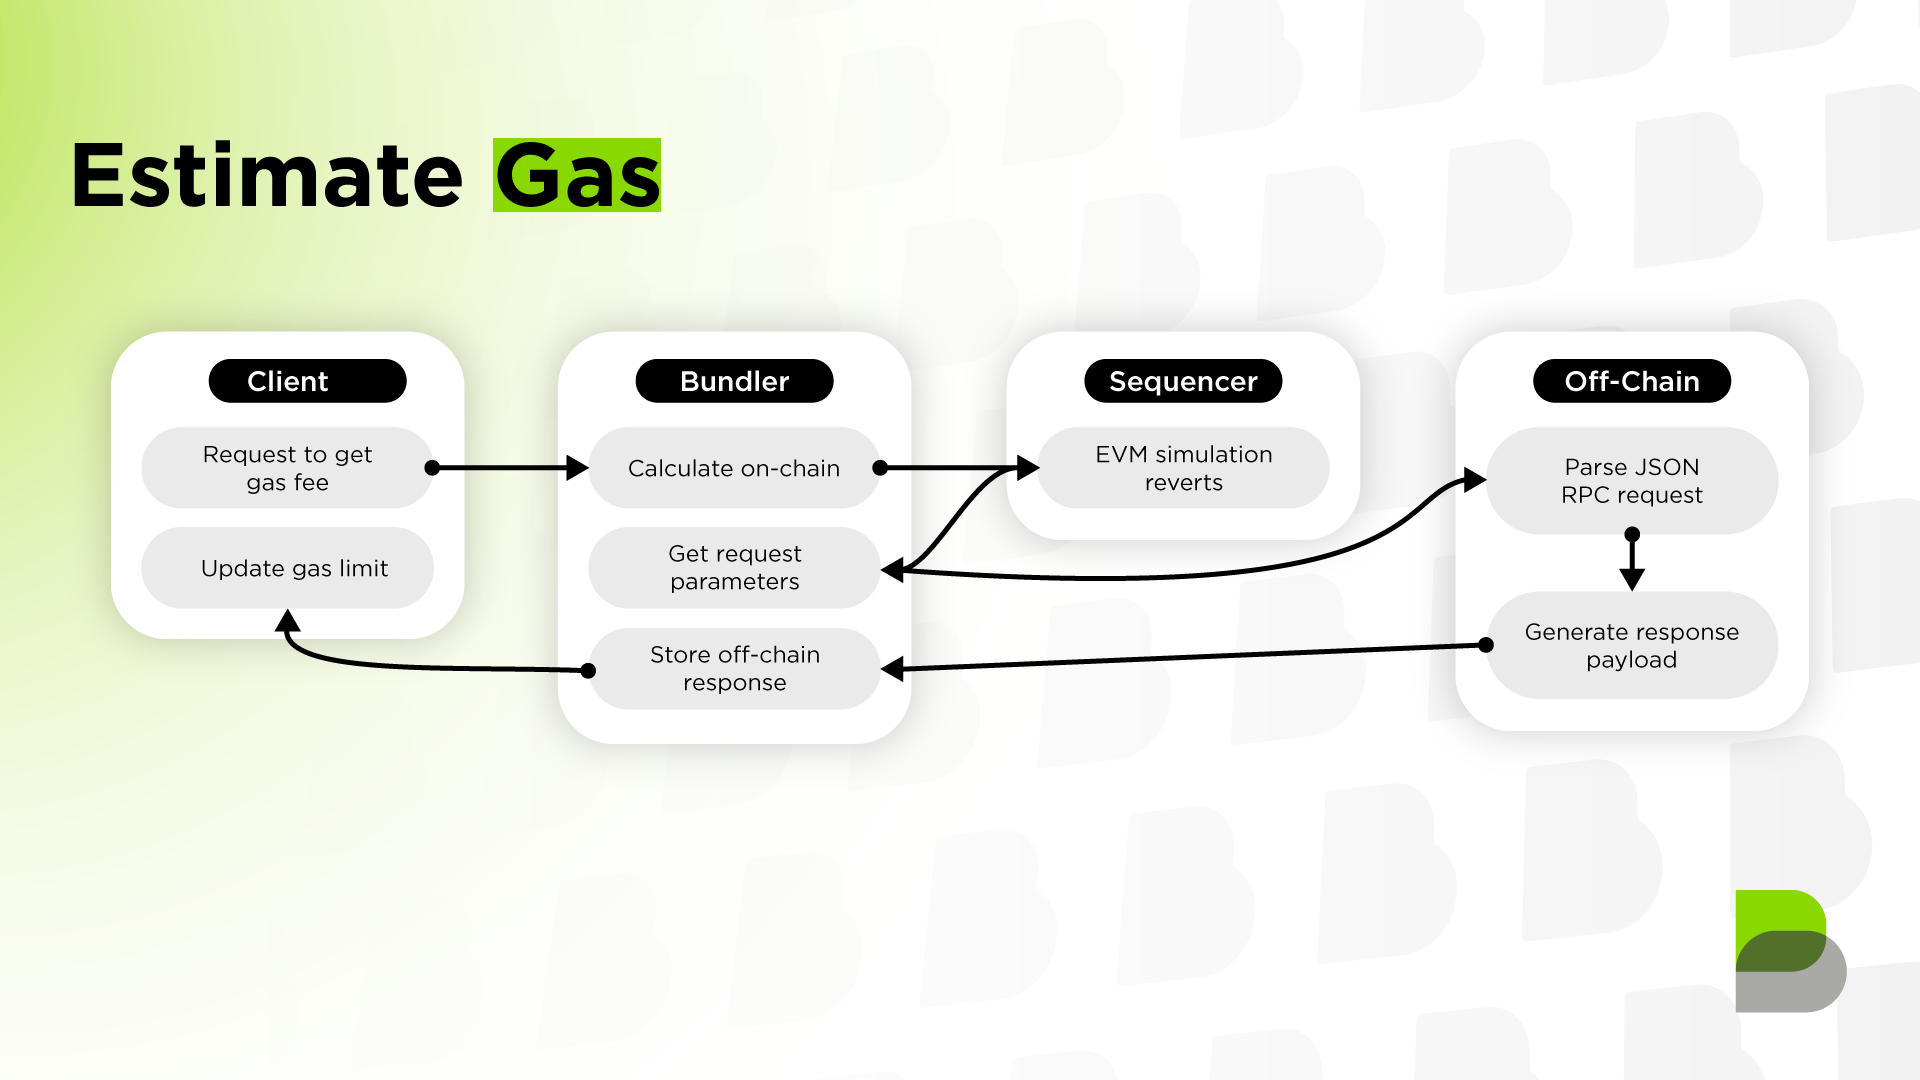 Estimate Gas
Client
Request to get
gas fee
Update gas limit
Bundler
Calculate on-chain
Get request
parameters
Store off-chain
response
Sequencer
EVM simulation
reverts
Off-Chain
Parse JSON
RPC request
Generate response
payload